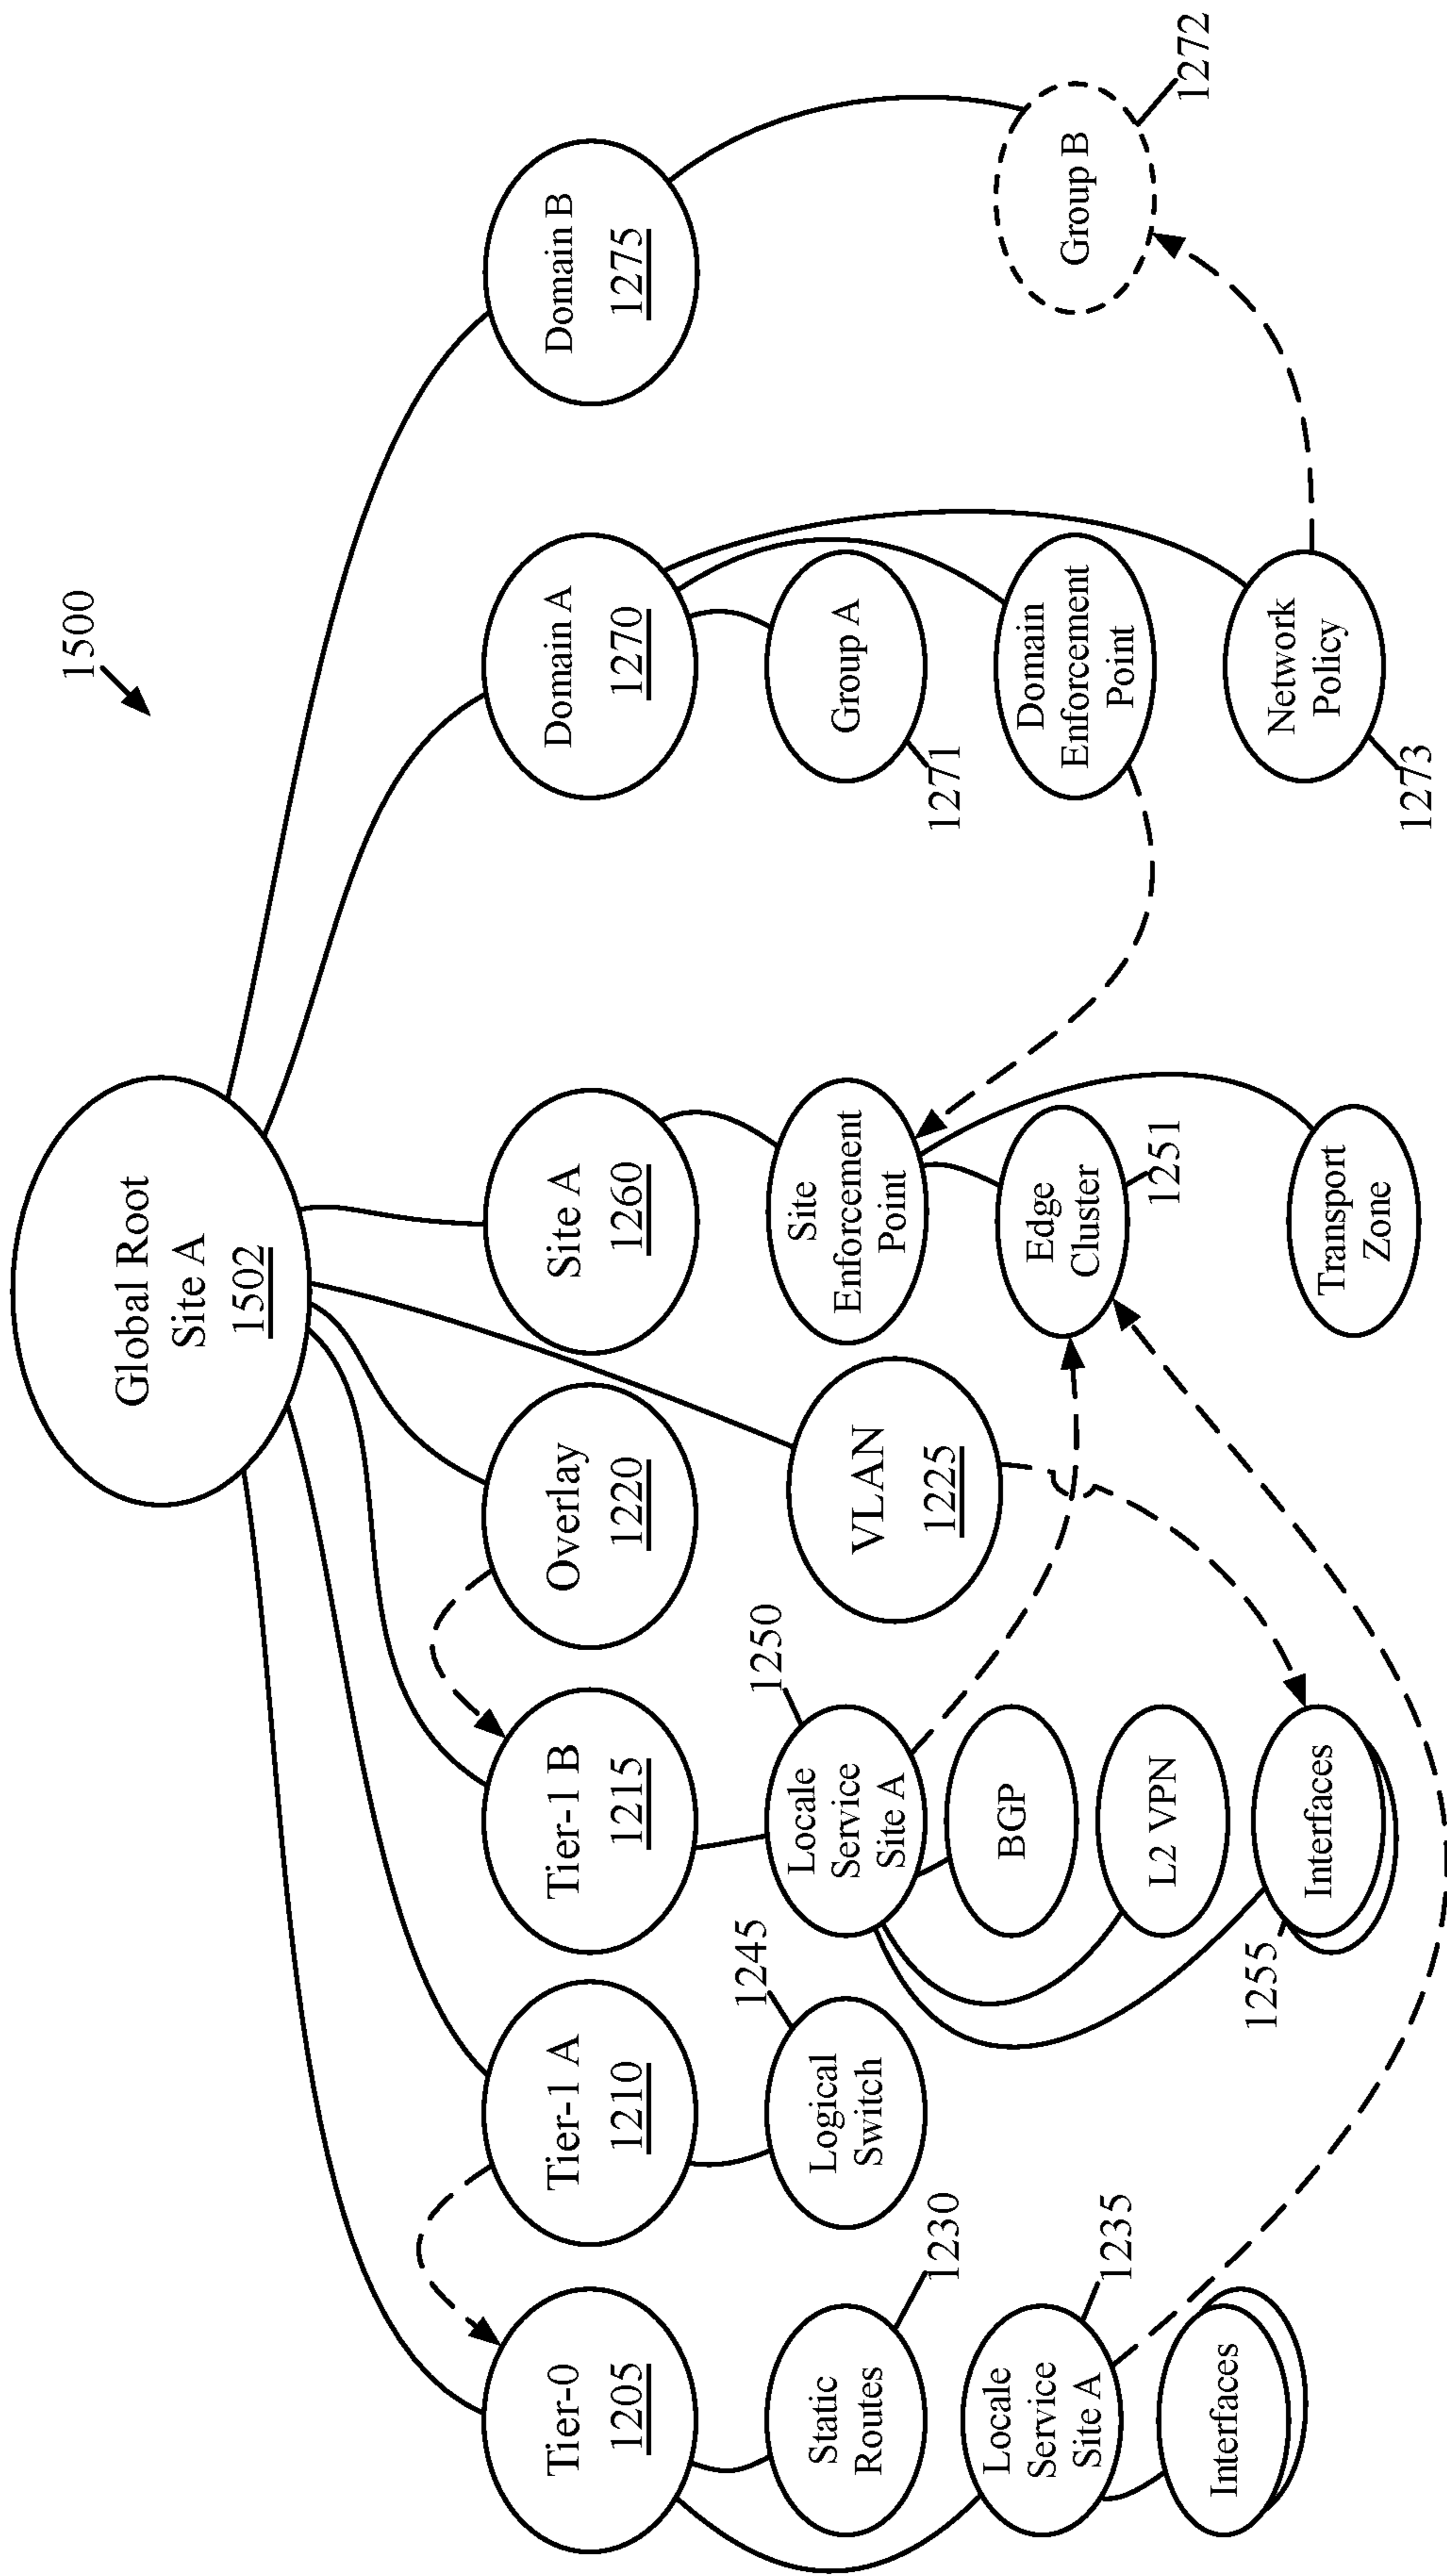 1500
Global Root
Site A
1502
Tier-0
1205
Tier-1 A
1210
Tier-1 B
1215
Overlay
1220
Site A
1260
Domain A
1270
Domain B
1275
Static
Routes
1230
Logical
Switch
1245
Locale
Service
Site A
1250
VLAN
1225
Site
Enforcement
Point
Group A
1271
Locale
Service
Site A
1235
BGP
Edge
Cluster
1251
Domain
Enforcement
Point
Group B
1272
L2 VPN
Interfaces
Interfaces
1255
Transport
Zone
Network
Policy
1273